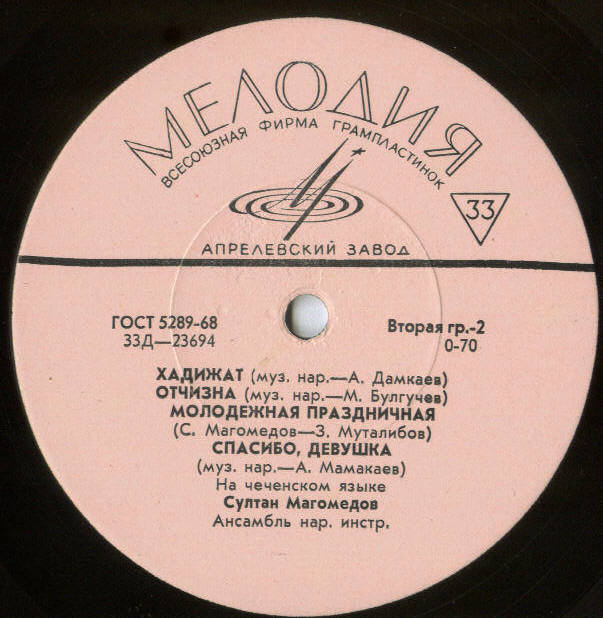 МЕЛОДИЯ
ВСЕСОЮЗНАЯ ФИРМА ГРАМПЛАСТИНОК
33
АПРЕЛЕВСКИЙ ЗАВОД
ГОСТ 5289-68
Вторая гр.-2
33Д—23694
0-70
ХАДИЖАТ (муз. нар.—А. Дамкаев)
ОТЧИЗНА (муз. нар.—М. Булгучев)
МОЛОДЕЖНАЯ ПРАЗДНИЧНАЯ
(С. Магомедов—З. Муталибов)
СПАСИБО, ДЕВУШКА
(муз. нар.—А. Мамакаев)
На чеченском языке
Султан Магомедов
Ансамбль нар. инстр.